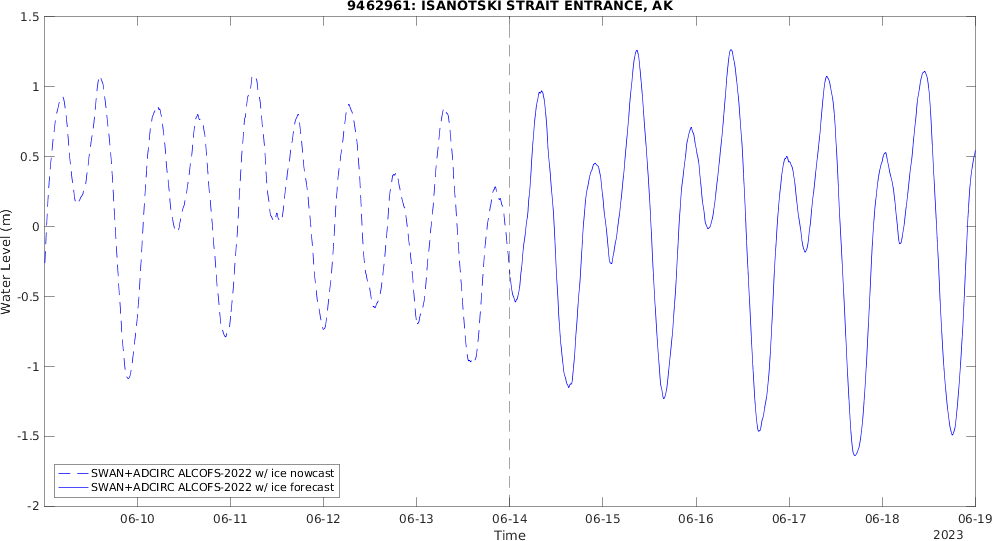 9462961: ISANOTSKI STRAIT ENTRANCE, AK
1.5
1
0.5
0
-0.5
-1
-1.5
-2
Water Level (m)
SWAN+ADCIRC ALCOFS-2022 w/ ice nowcast
SWAN+ADCIRC ALCOFS-2022 w/ ice forecast
06-10 06-11 06-12 06-13 06-14 06-15 06-16 06-17 06-18 06-19
Time
2023